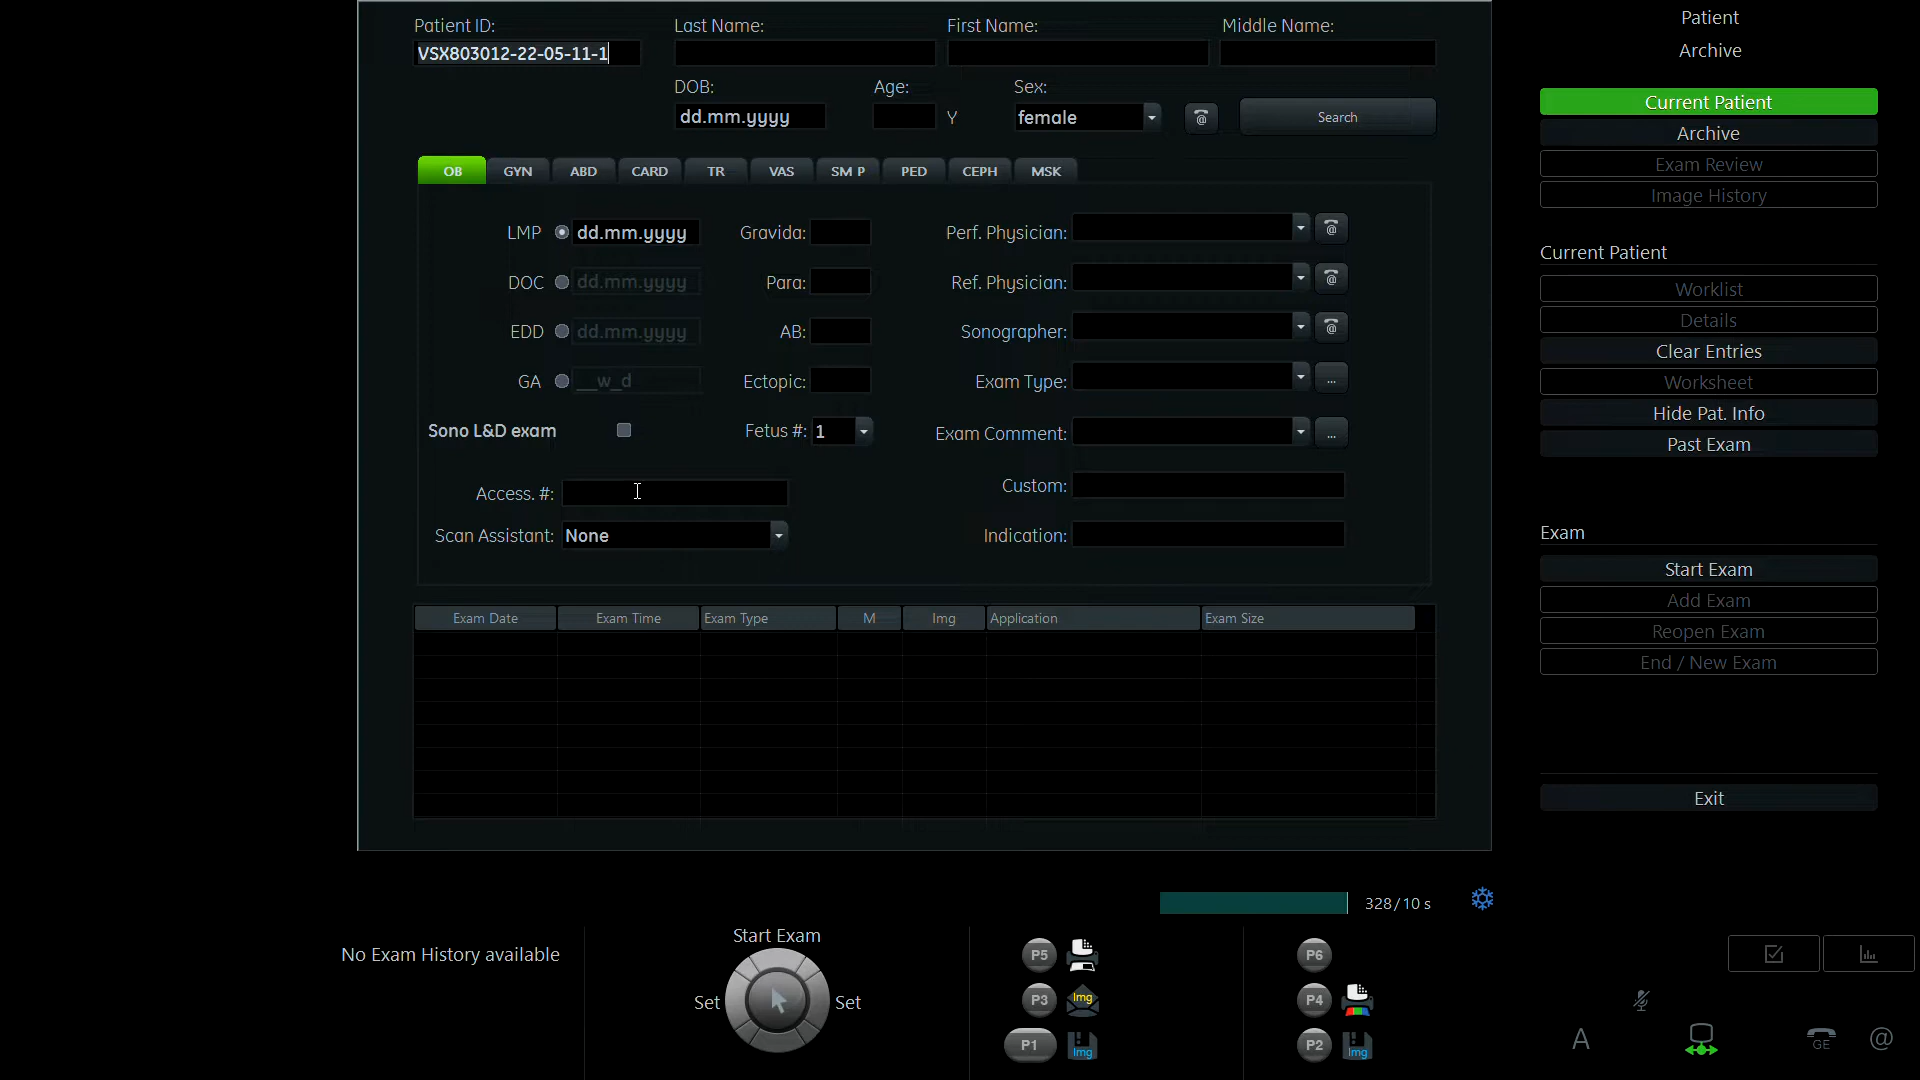 Patient ID: Last Name: First Name: Middle Name:
VSX803012-22-05-11-1
DOB: Age: Sex:
dd.mm.yyyy Y female @ Search
OB GYN ABD CARD TR VAS SM P PED CEPH MSK
LMP dd.mm.yyyy Gravida: Perf. Physician: @
DOC dd.mm.yyyy Para: Ref. Physician: @
EDD dd.mm.yyyy AB: Sonographer: @
GA __w_d Ectopic: Exam Type: ...
Sono L&D exam Fetus #: 1 Exam Comment: ...
Access. #: Custom:
Scan Assistant: None Indication:
Exam Date Exam Time Exam Type M Img Application Exam Size
328/10 s
No Exam History available
Start Exam
Set Set
P5
P3 Img
P1 Img
P6
P4
P2 Img
Patient
Archive
Current Patient
Archive
Exam Review
Image History
Current Patient
Worklist
Details
Clear Entries
Worksheet
Hide Pat. Info
Past Exam
Exam
Start Exam
Add Exam
Reopen Exam
End / New Exam
Exit
A GE @